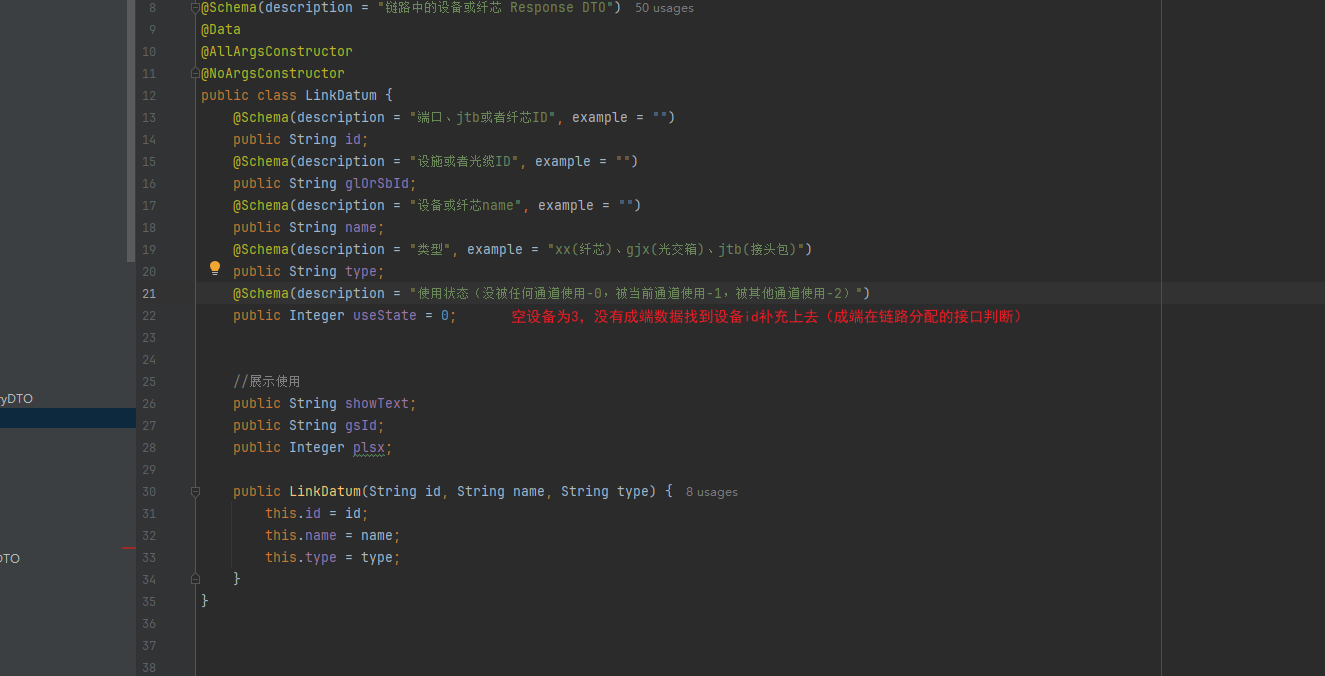 8 @Schema(description = "链路中的设备或纤芯 Response DTO") 50 usages
9 @Data
10 @AllArgsConstructor
11 @NoArgsConstructor
12 public class LinkDatum {
13 @Schema(description = "端口、jtb或者纤芯ID", example = "")
14 public String id;
15 @Schema(description = "设施或者光缆ID", example = "")
16 public String glOrSbId;
17 @Schema(description = "设备或纤芯name", example = "")
18 public String name;
19 @Schema(description = "类型", example = "xx(纤芯)、gjx(光交箱)、jtb(接头包)")
20 public String type;
21 @Schema(description = "使用状态（没被任何通道使用-0，被当前通道使用-1，被其他通道使用-2）")
22 public Integer useState = 0; 空设备为3，没有成端数据找到设备id补充上去（成端在链路分配的接口判断）
23
24
25 //展示使用
26 public String showText;
yDTO
27 public String gsId;
28 public Integer plsx;
29
30 public LinkDatum(String id, String name, String type) { 8 usages
31 this.id = id;
32 this.name = name;
33 this.type = type;
DTO
34 }
35 }
36
37
38